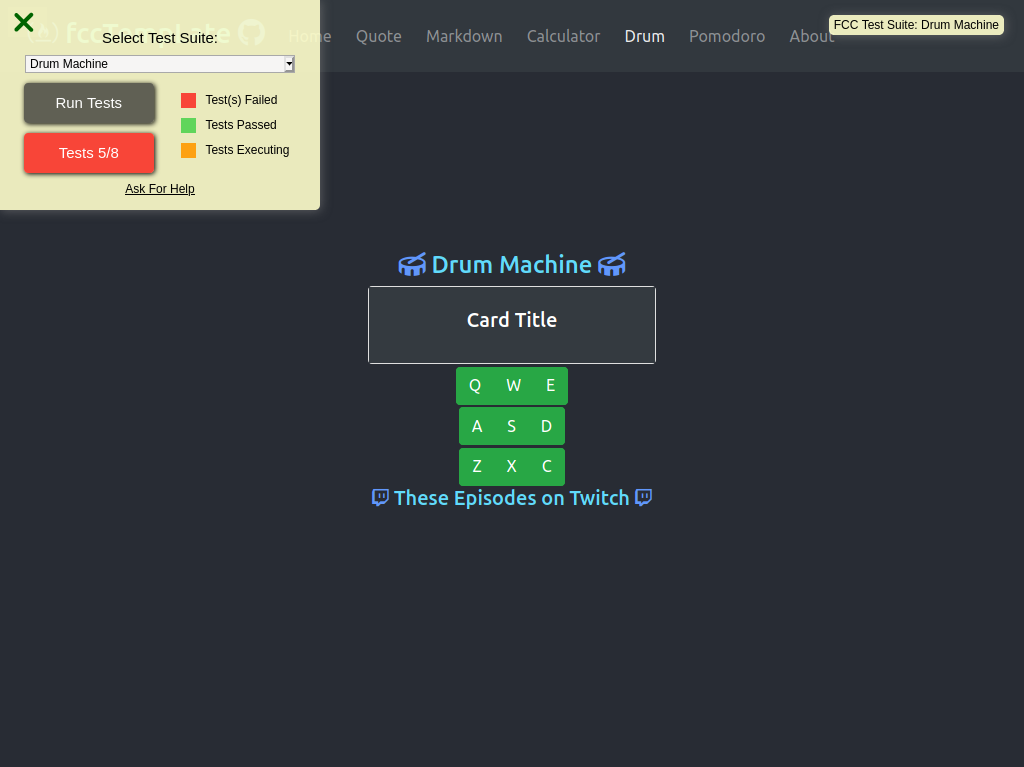 fccTemplate
Home Quote Markdown Calculator Drum Pomodoro About
FCC Test Suite: Drum Machine
Select Test Suite:
Drum Machine
Run Tests
Tests 5/8
Test(s) Failed
Tests Passed
Tests Executing
Ask For Help
Drum Machine
Card Title
Q W E
A S D
Z X C
These Episodes on Twitch